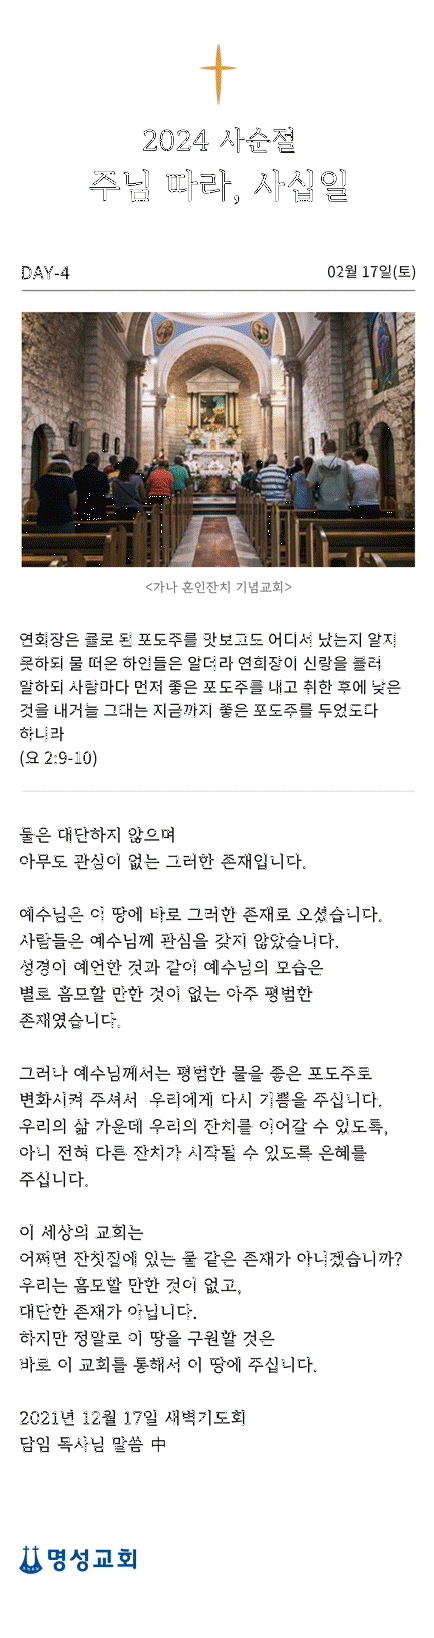 2024 사순절
주님 따라, 사십일
DAY-4
02월 17일(토)
<가나 혼인잔치 기념교회>
연회장은 물로 된 포도주를 맛보고도 어디서 났는지 알지
못하되 물 떠온 하인들은 알더라 연회장이 신랑을 불러
말하되 사람마다 먼저 좋은 포도주를 내고 취한 후에 낮은
것을 내거늘 그대는 지금까지 좋은 포도주를 두었도다
하니라
(요 2:9-10)
물은 대단하지 않으며
아무도 관심이 없는 그러한 존재입니다.
예수님은 이 땅에 바로 그러한 존재로 오셨습니다.
사람들은 예수님께 관심을 갖지 않았습니다.
성경이 예언한 것과 같이 예수님의 모습은
별로 흠모할 만한 것이 없는 아주 평범한
존재였습니다.
그러나 예수님께서는 평범한 물을 좋은 포도주로
변화시켜 주셔서 우리에게 다시 기쁨을 주십니다.
우리의 삶 가운데 우리의 잔치를 이어갈 수 있도록,
아니 전혀 다른 잔치가 시작될 수 있도록 은혜를
주십니다.
이 세상의 교회는
어쩌면 잔칫집에 있는 물 같은 존재가 아니겠습니까?
우리는 흠모할 만한 것이 없고,
대단한 존재가 아닙니다.
하지만 정말로 이 땅을 구원할 것은
바로 이 교회를 통해서 이 땅에 주십니다.
2021년 12월 17일 새벽기도회
담임 목사님 말씀 中
명성교회